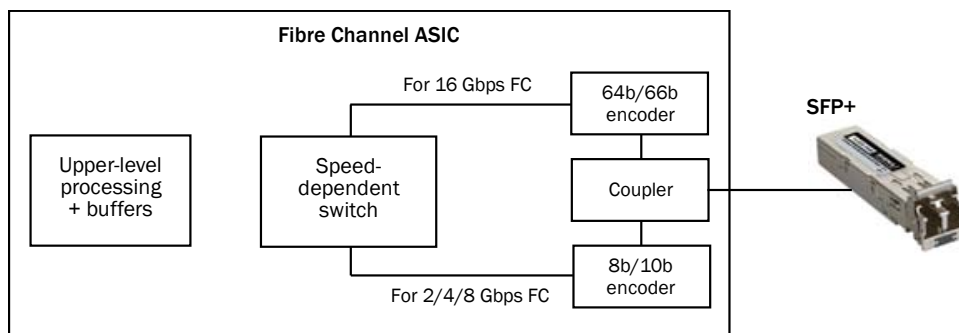 Fibre Channel ASIC
For 16 Gbps FC
64b/66b
encoder
SFP+
Upper-level
processing
+ buffers
Speed-
dependent
switch
Coupler
8b/10b
encoder
For 2/4/8 Gbps FC